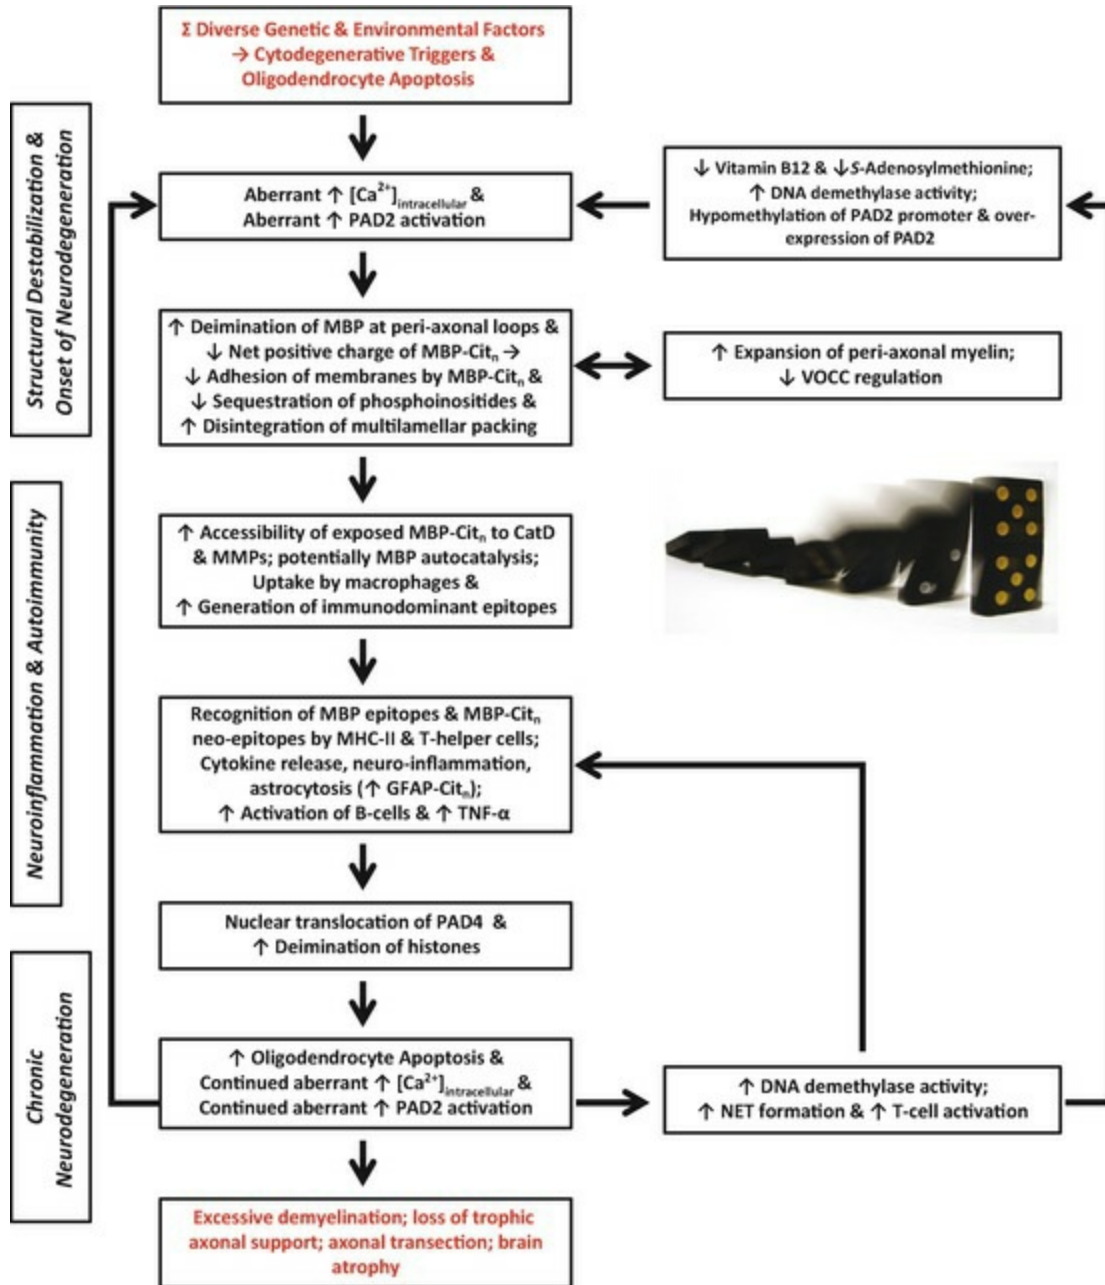 Σ Diverse Genetic & Environmental Factors
→ Cytodegenerative Triggers &
Oligodendrocyte Apoptosis
Structural Destabilization &
Onset of Neurodegeneration
Aberrant ↑ [Ca²⁺]intracellular &
Aberrant ↑ PAD2 activation
↓ Vitamin B12 & ↓S-Adenosylmethionine;
↑ DNA demethylase activity;
Hypomethylation of PAD2 promoter & over-
expression of PAD2
↑ Deimination of MBP at peri-axonal loops &
↓ Net positive charge of MBP-Citn →
↓ Adhesion of membranes by MBP-Citn &
↓ Sequestration of phosphoinositides &
↑ Disintegration of multilamellar packing
↑ Expansion of peri-axonal myelin;
↓ VOCC regulation
Neuroinflammation & Autoimmunity
↑ Accessibility of exposed MBP-Citn to CatD
& MMPs; potentially MBP autocatalysis;
Uptake by macrophages &
↑ Generation of immunodominant epitopes
Recognition of MBP epitopes & MBP-Citn
neo-epitopes by MHC-II & T-helper cells;
Cytokine release, neuro-inflammation,
astrocytosis (↑ GFAP-Citn);
↑ Activation of B-cells & ↑ TNF-α
Nuclear translocation of PAD4 &
↑ Deimination of histones
Chronic
Neurodegeneration
↑ Oligodendrocyte Apoptosis &
Continued aberrant ↑ [Ca²⁺]intracellular &
Continued aberrant ↑ PAD2 activation
↑ DNA demethylase activity;
↑ NET formation & ↑ T-cell activation
Excessive demyelination; loss of trophic
axonal support; axonal transection; brain
atrophy